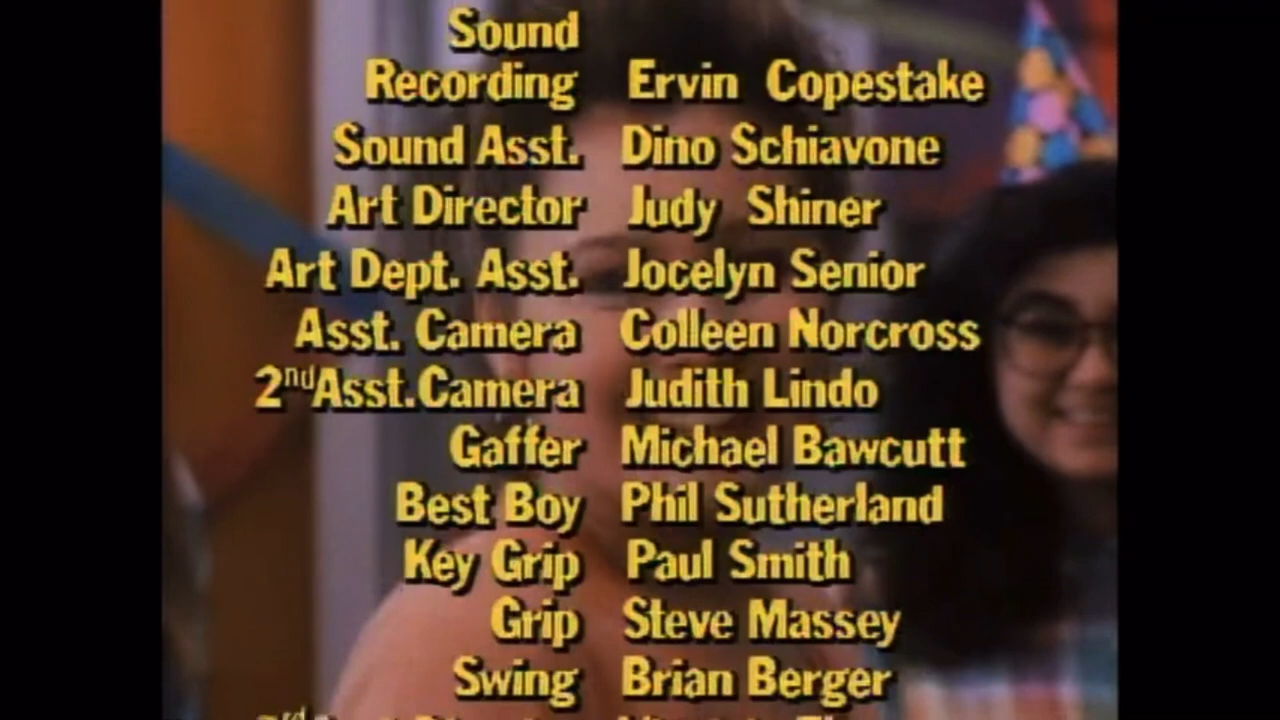 Sound
Recording Ervin Copestake
Sound Asst. Dino Schiavone
Art Director Judy Shiner
Art Dept. Asst. Jocelyn Senior
Asst. Camera Colleen Norcross
2nd Asst. Camera Judith Lindo
Gaffer Michael Bawcutt
Best Boy Phil Sutherland
Key Grip Paul Smith
Grip Steve Massey
Swing Brian Berger